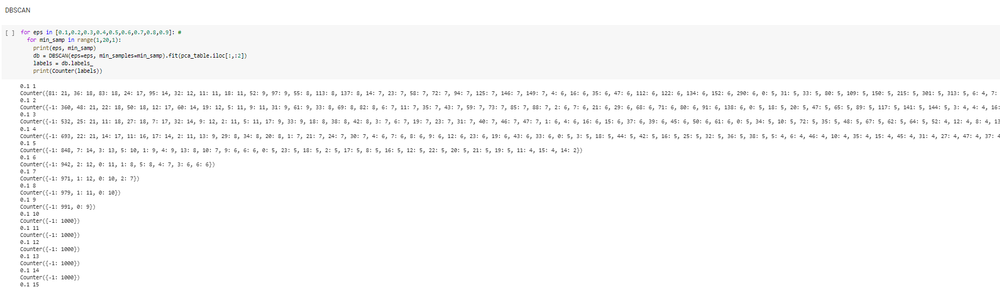 DBSCAN
[ ] for eps in [0.1,0.2,0.3,0.4,0.5,0.6,0.7,0.8,0.9]: #
for min_samp in range(1,20,1):
print(eps, min_samp)
db = DBSCAN(eps=eps, min_samples=min_samp).fit(pca_table.iloc[:,:2])
labels = db.labels_
print(Counter(labels))
0.1 1
Counter({81: 21, 36: 18, 83: 18, 24: 17, 95: 14, 32: 12, 11: 11, 18: 11, 52: 9, 97: 9, 55: 8, 113: 8, 137: 8, 14: 7, 23: 7, 58: 7, 72: 7, 94: 7, 125: 7, 146: 7, 149: 7, 4: 6, 16: 6, 35: 6, 47: 6, 112: 6, 122: 6, 134: 6, 152: 6, 290: 6, 0: 5, 31: 5, 33: 5, 80: 5, 109: 5, 150: 5, 215: 5, 301: 5, 313: 5, 6: 4, 7:
0.1 2
Counter({-1: 360, 48: 21, 22: 18, 50: 18, 12: 17, 60: 14, 19: 12, 5: 11, 9: 11, 31: 9, 61: 9, 33: 8, 69: 8, 82: 8, 6: 7, 11: 7, 35: 7, 43: 7, 59: 7, 73: 7, 85: 7, 88: 7, 2: 6, 7: 6, 21: 6, 29: 6, 68: 6, 71: 6, 80: 6, 91: 6, 138: 6, 0: 5, 18: 5, 20: 5, 47: 5, 65: 5, 89: 5, 117: 5, 141: 5, 144: 5, 3: 4, 4: 4, 16:
0.1 3
Counter({-1: 532, 25: 21, 11: 18, 27: 18, 7: 17, 32: 14, 9: 12, 2: 11, 5: 11, 17: 9, 33: 9, 18: 8, 38: 8, 42: 8, 3: 7, 6: 7, 19: 7, 23: 7, 31: 7, 40: 7, 46: 7, 47: 7, 1: 6, 4: 6, 16: 6, 15: 6, 37: 6, 39: 6, 45: 6, 50: 6, 61: 6, 0: 5, 34: 5, 10: 5, 72: 5, 35: 5, 48: 5, 67: 5, 62: 5, 64: 5, 52: 4, 12: 4, 8: 4, 13
0.1 4
Counter({-1: 693, 22: 21, 14: 17, 11: 16, 17: 14, 2: 11, 13: 9, 29: 8, 34: 8, 20: 8, 1: 7, 21: 7, 24: 7, 30: 7, 4: 6, 7: 6, 8: 6, 9: 6, 12: 6, 23: 6, 19: 6, 43: 6, 33: 6, 0: 5, 3: 5, 18: 5, 44: 5, 42: 5, 16: 5, 25: 5, 32: 5, 36: 5, 38: 5, 5: 4, 6: 4, 46: 4, 10: 4, 35: 4, 15: 4, 45: 4, 31: 4, 27: 4, 47: 4, 37: 4
0.1 5
Counter({-1: 848, 7: 14, 3: 13, 5: 10, 1: 9, 4: 9, 13: 8, 10: 7, 9: 6, 6: 6, 0: 5, 23: 5, 18: 5, 2: 5, 17: 5, 8: 5, 16: 5, 12: 5, 22: 5, 20: 5, 21: 5, 19: 5, 11: 4, 15: 4, 14: 2})
0.1 6
Counter({-1: 942, 2: 12, 0: 11, 1: 8, 5: 8, 4: 7, 3: 6, 6: 6})
0.1 7
Counter({-1: 971, 1: 12, 0: 10, 2: 7})
0.1 8
Counter({-1: 979, 1: 11, 0: 10})
0.1 9
Counter({-1: 991, 0: 9})
0.1 10
Counter({-1: 1000})
0.1 11
Counter({-1: 1000})
0.1 12
Counter({-1: 1000})
0.1 13
Counter({-1: 1000})
0.1 14
Counter({-1: 1000})
0.1 15